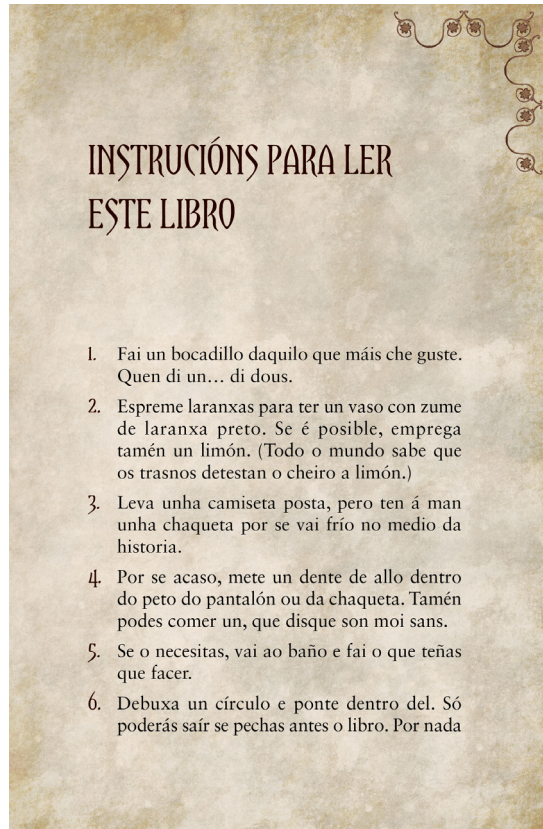 INSTRUCIÓNS PARA LER
ESTE LIBRO
1. Fai un bocadillo daquilo que máis che guste.
Quen di un… di dous.
2. Espreme laranxas para ter un vaso con zume
de laranxa preto. Se é posible, emprega
tamén un limón. (Todo o mundo sabe que
os trasnos detestan o cheiro a limón.)
3. Leva unha camiseta posta, pero ten á man
unha chaqueta por se vai frío no medio da
historia.
4. Por se acaso, mete un dente de allo dentro
do peto do pantalón ou da chaqueta. Tamén
podes comer un, que disque son moi sans.
5. Se o necesitas, vai ao baño e fai o que teñas
que facer.
6. Debuxa un círculo e ponte dentro del. Só
poderás saír se pechas antes o libro. Por nada